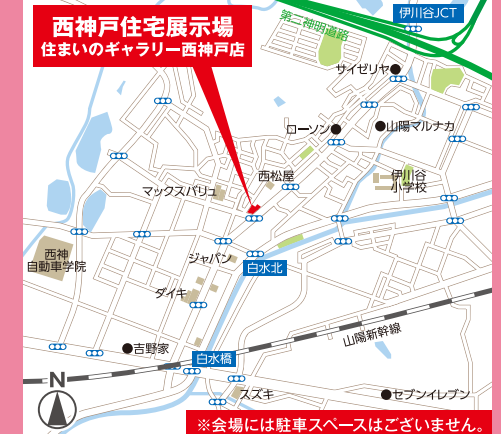 西神戸住宅展示場
住まいのギャラリー西神戸店
伊川谷JCT
第二神明道路
サイゼリヤ
ローソン
山陽マルナカ
西松屋
伊川谷
小学校
マックスバリュ
西神
自動車学院
ジャパン
白水北
ダイキ
山陽新幹線
吉野家
白水橋
N
スズキ
セブンイレブン
※会場には駐車スペースはございません。